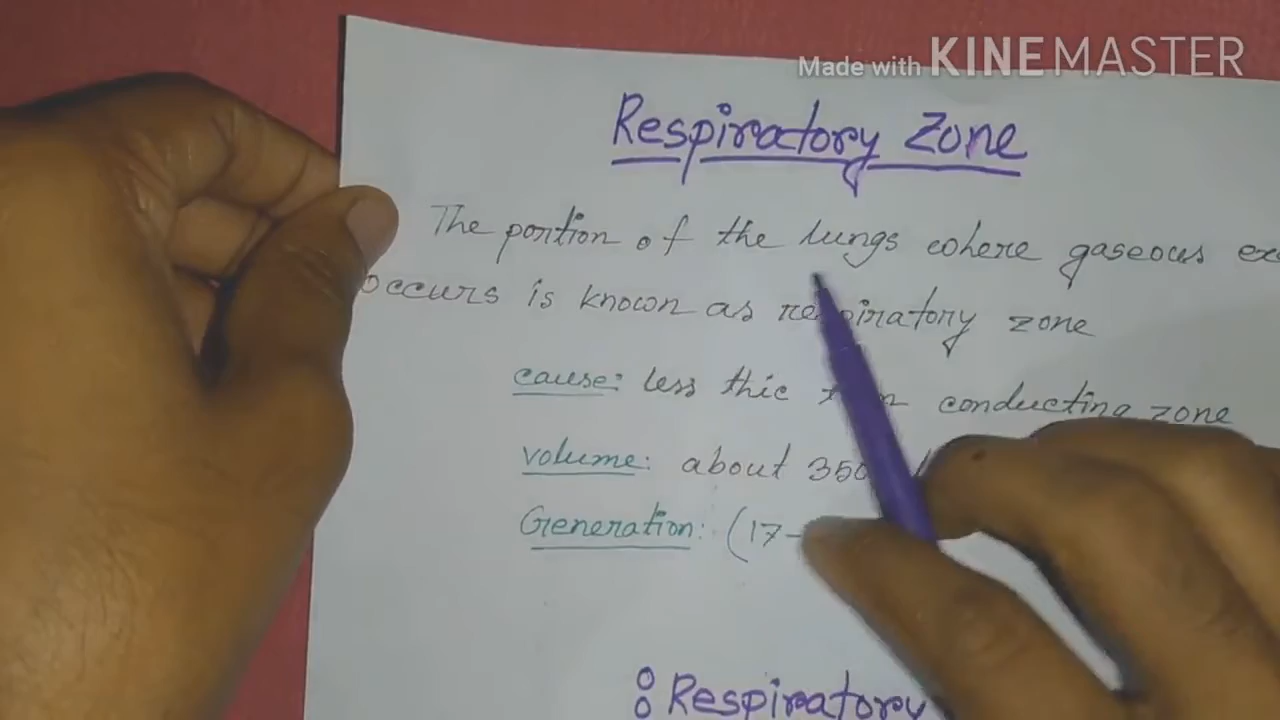 Made with KINEMASTER
Respiratory Zone
The portion of the lungs where gaseous
occurs is known as respiratory zone
cause: less thic conducting zone
volume: about 350
Generation: (17-
Respiratory